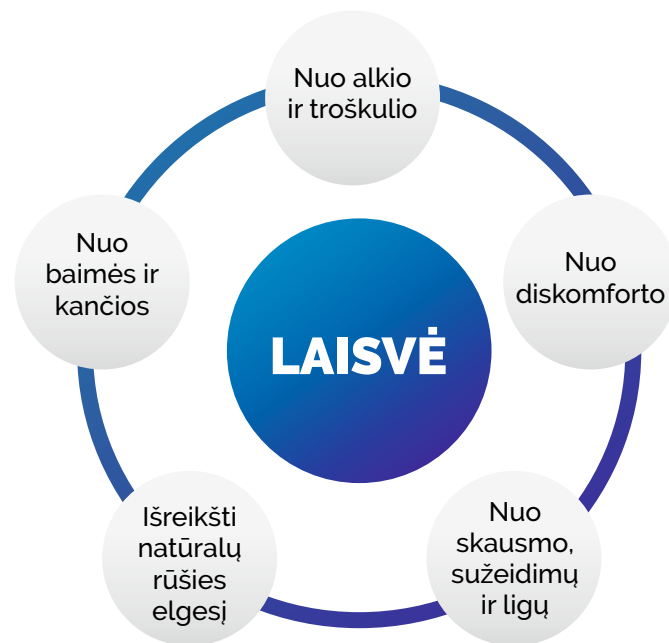 Nuo alkio
ir troškulio
Nuo
diskomforto
Nuo
skausmo,
sužeidimų
ir ligų
Išreikšti
natūralų
rūšies
elgesį
Nuo
baimės ir
kančios
LAISVĖ